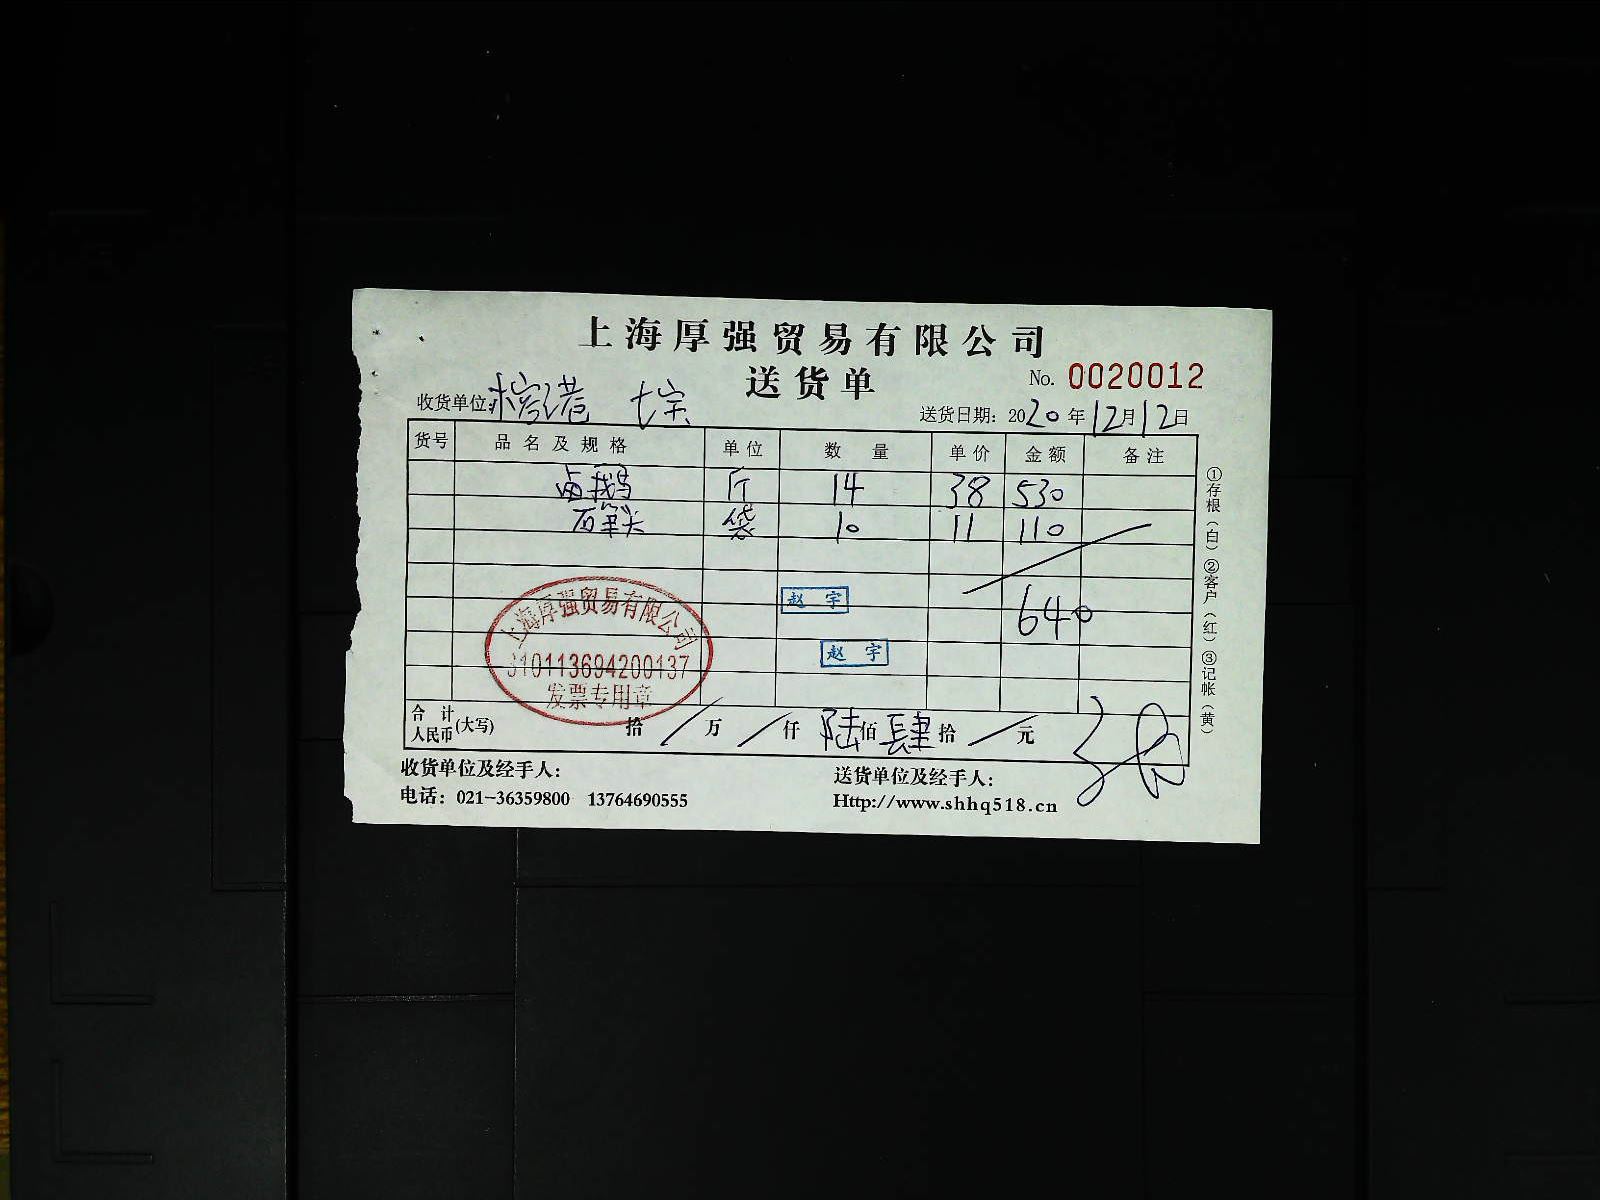 上海厚强贸易有限公司
送货单
No. 0020012
收货单位:
送货日期: 2020年12月12日
货号 品名及规格 单位 数量 单价 金额 备注
卤鹅 斤 14 38 530
袋 10 11 110
赵宇
640
赵宇
上海厚强贸易有限公司
310113694200137
发票专用章
合计人民币(大写) 拾 / 万 / 仟 陆佰肆拾 / 元
收货单位及经手人: 送货单位及经手人:
电话: 021-36359800 13764690555 Http://www.shhq518.cn
①存根(白)②客户(红)③记帐(黄)